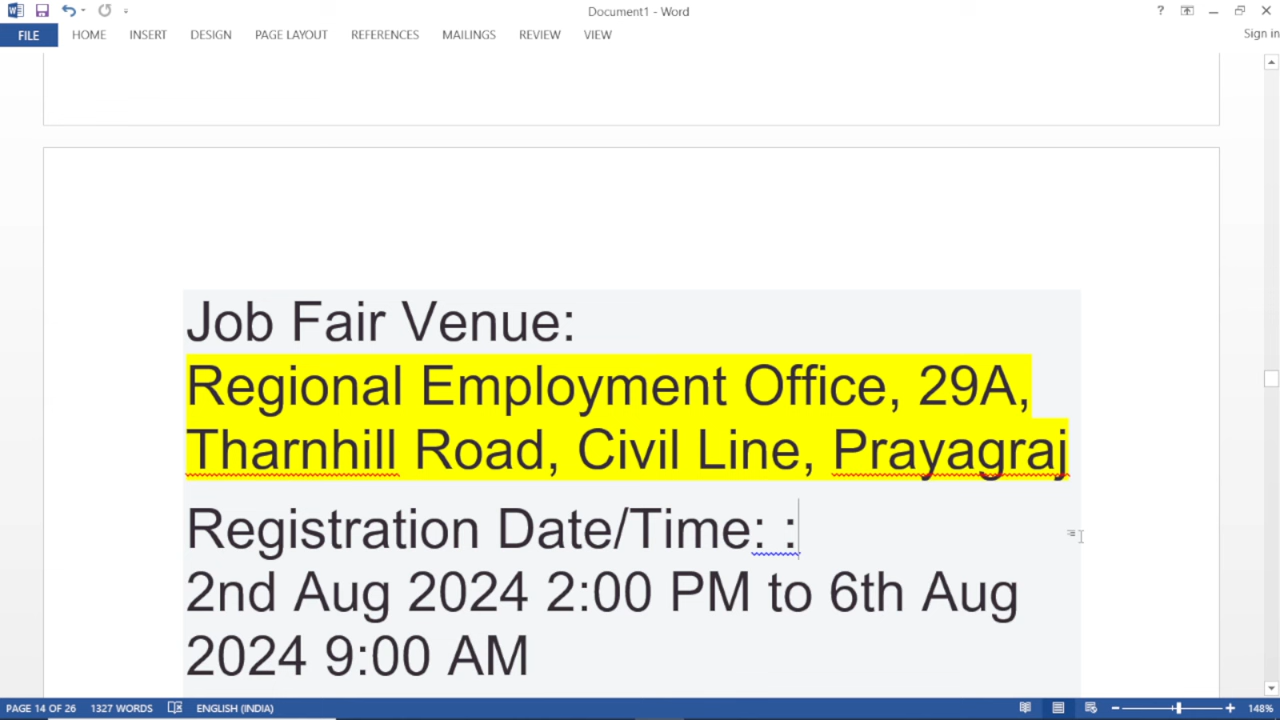 Document1 - Word
?
FILE HOME INSERT DESIGN PAGE LAYOUT REFERENCES MAILINGS REVIEW VIEW Sign in
Job Fair Venue:
Regional Employment Office, 29A,
Tharnhill Road, Civil Line, Prayagraj
Registration Date/Time: :
2nd Aug 2024 2:00 PM to 6th Aug
2024 9:00 AM
PAGE 14 OF 26 1327 WORDS ENGLISH (INDIA) 148%